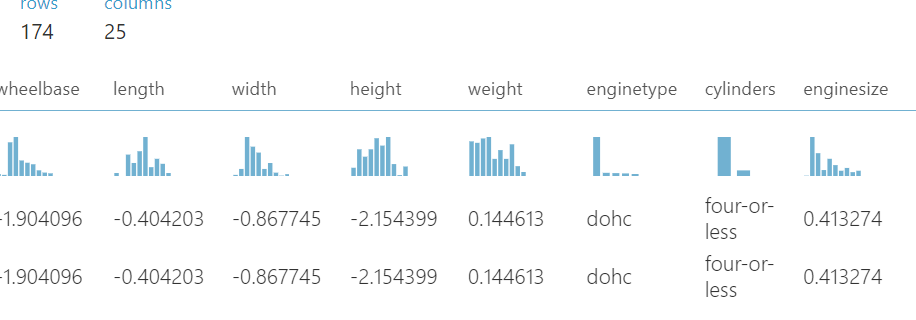 rows columns
174 25
wheelbase length width height weight enginetype cylinders enginesize
-1.904096 -0.404203 -0.867745 -2.154399 0.144613 dohc four-or-less 0.413274
-1.904096 -0.404203 -0.867745 -2.154399 0.144613 dohc four-or-less 0.413274